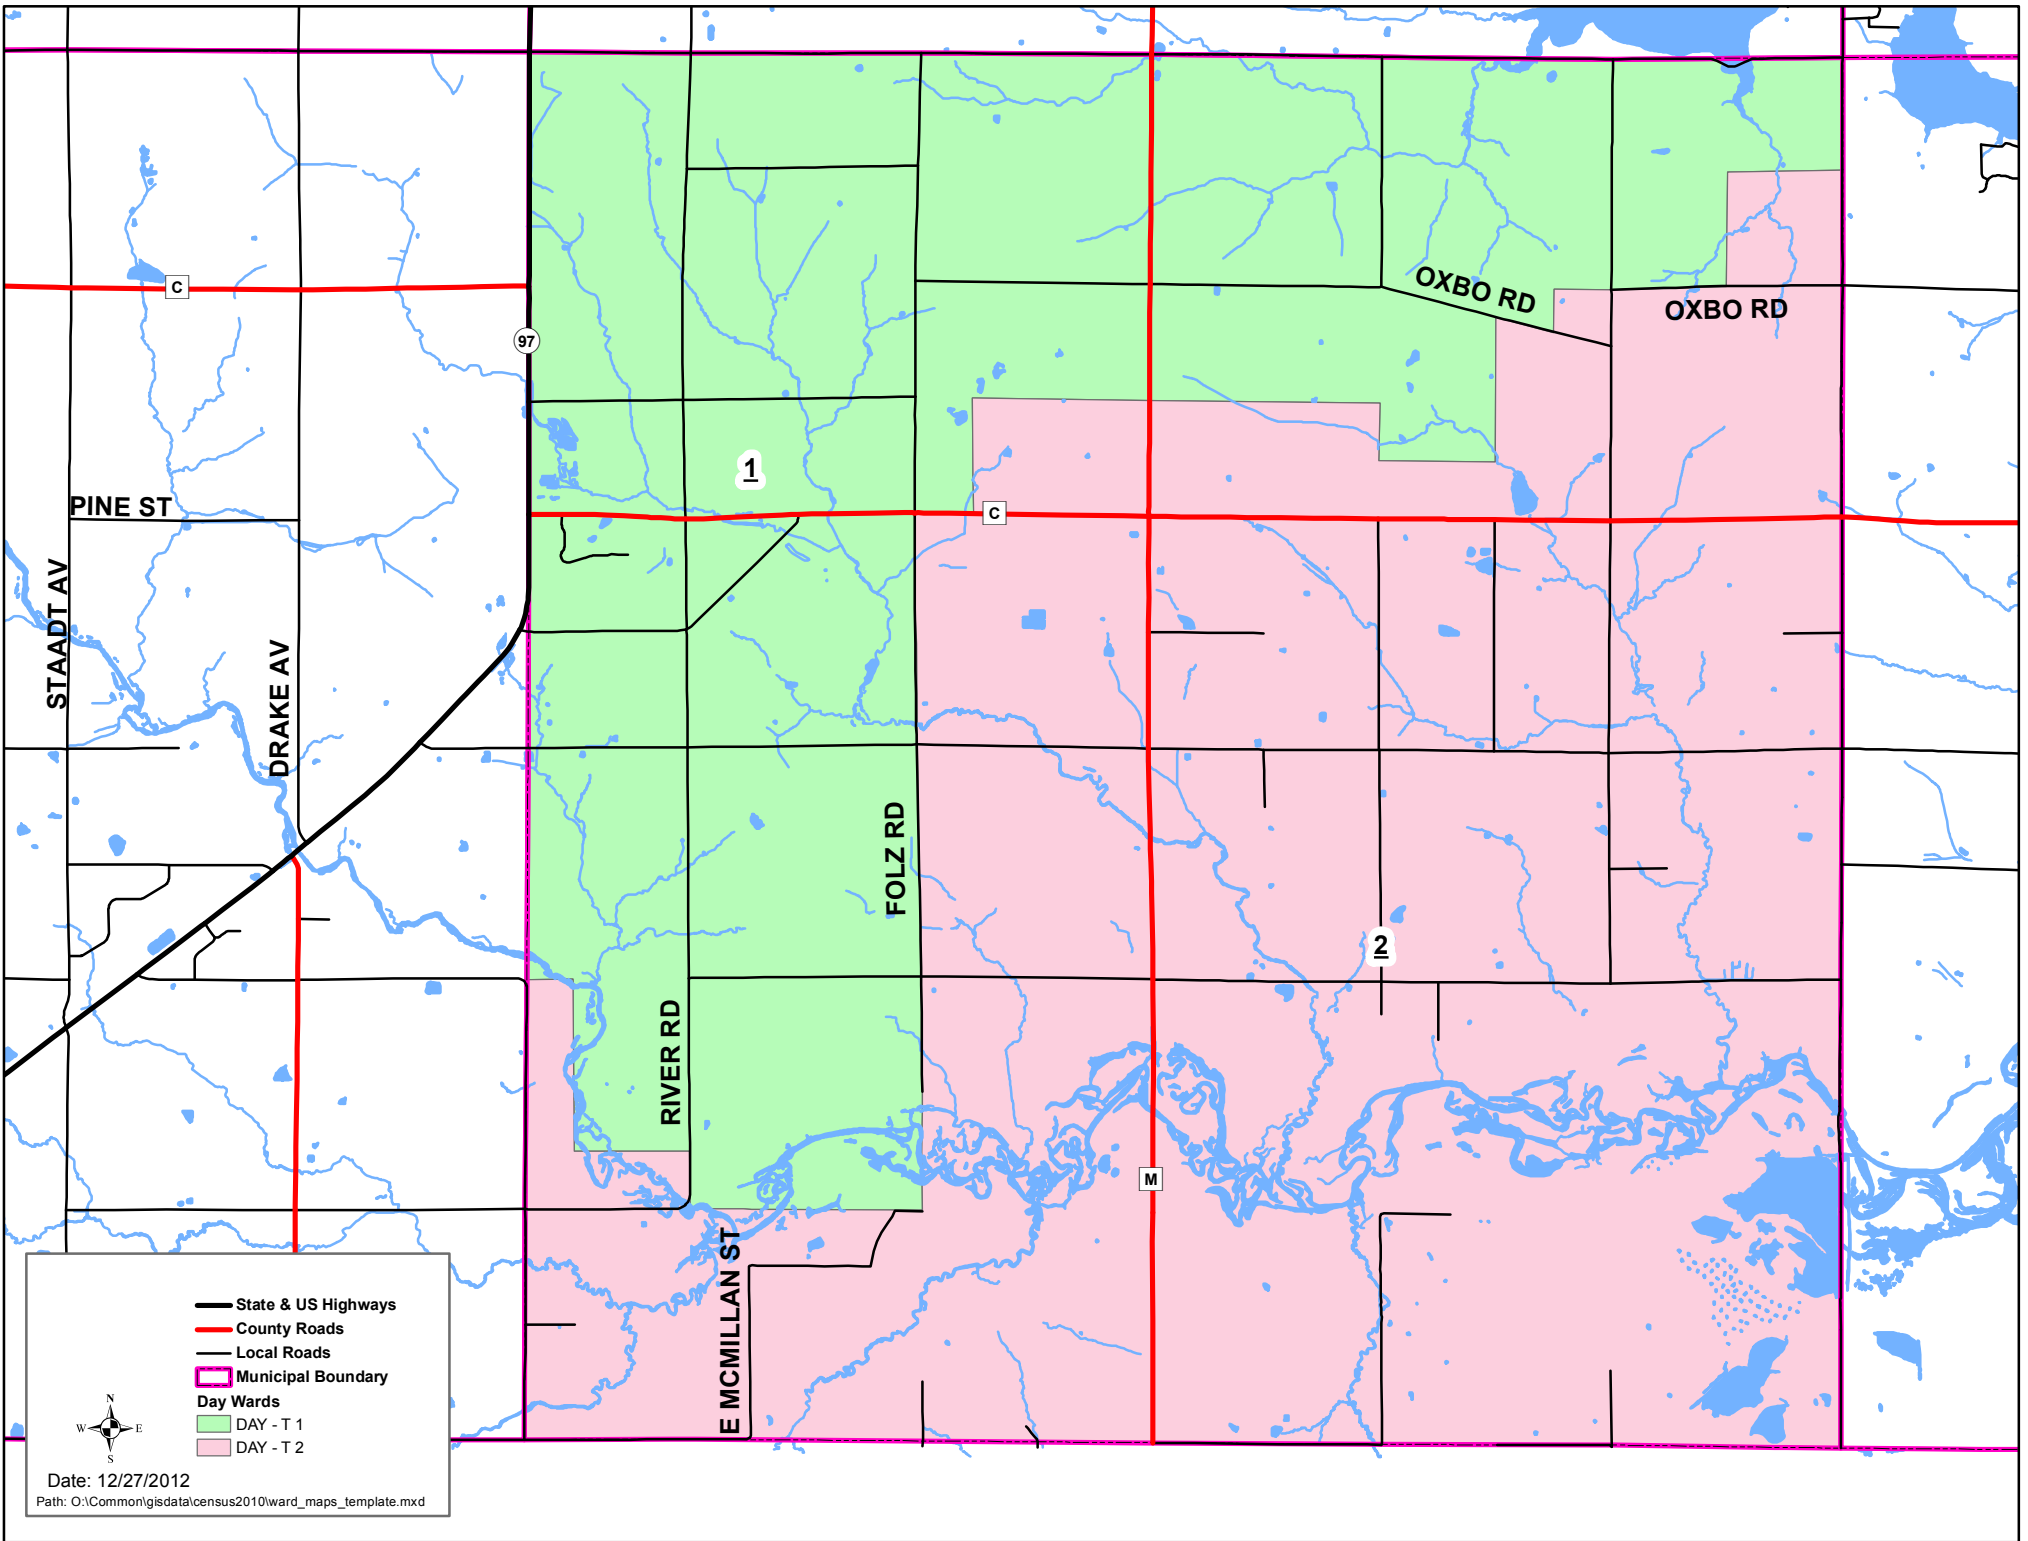 C
97
OXBO RD
OXBO RD
1
PINE ST
C
STAADT AV
DRAKE AV
FOLZ RD
2
RIVER RD
M
E MCMILLAN ST
State & US Highways
County Roads
Local Roads
Municipal Boundary
Day Wards
DAY - T 1
DAY - T 2
N
W E
S
Date: 12/27/2012
Path: O:\Common\gisdata\census2010\ward_maps_template.mxd